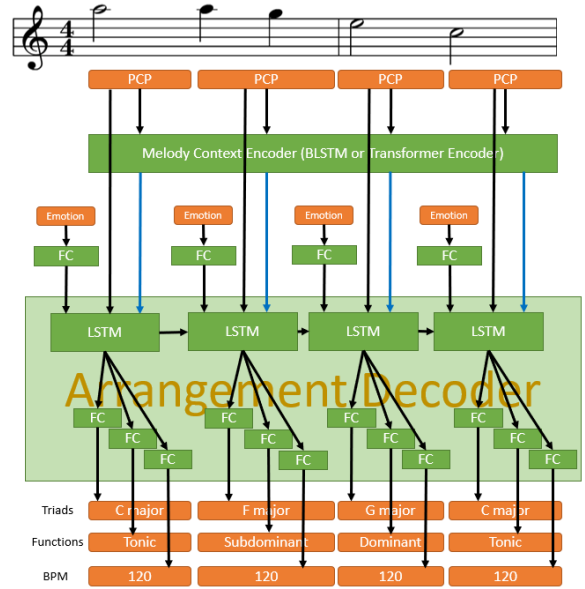 4
4
PCP PCP PCP PCP
Melody Context Encoder (BLSTM or Transformer Encoder)
Emotion Emotion Emotion Emotion
FC FC FC FC
LSTM LSTM LSTM LSTM
Arrangement Decoder
FC FC FC FC
FC FC FC FC
FC FC FC FC
Triads C major F major G major C major
Functions Tonic Subdominant Dominant Tonic
BPM 120 120 120 120